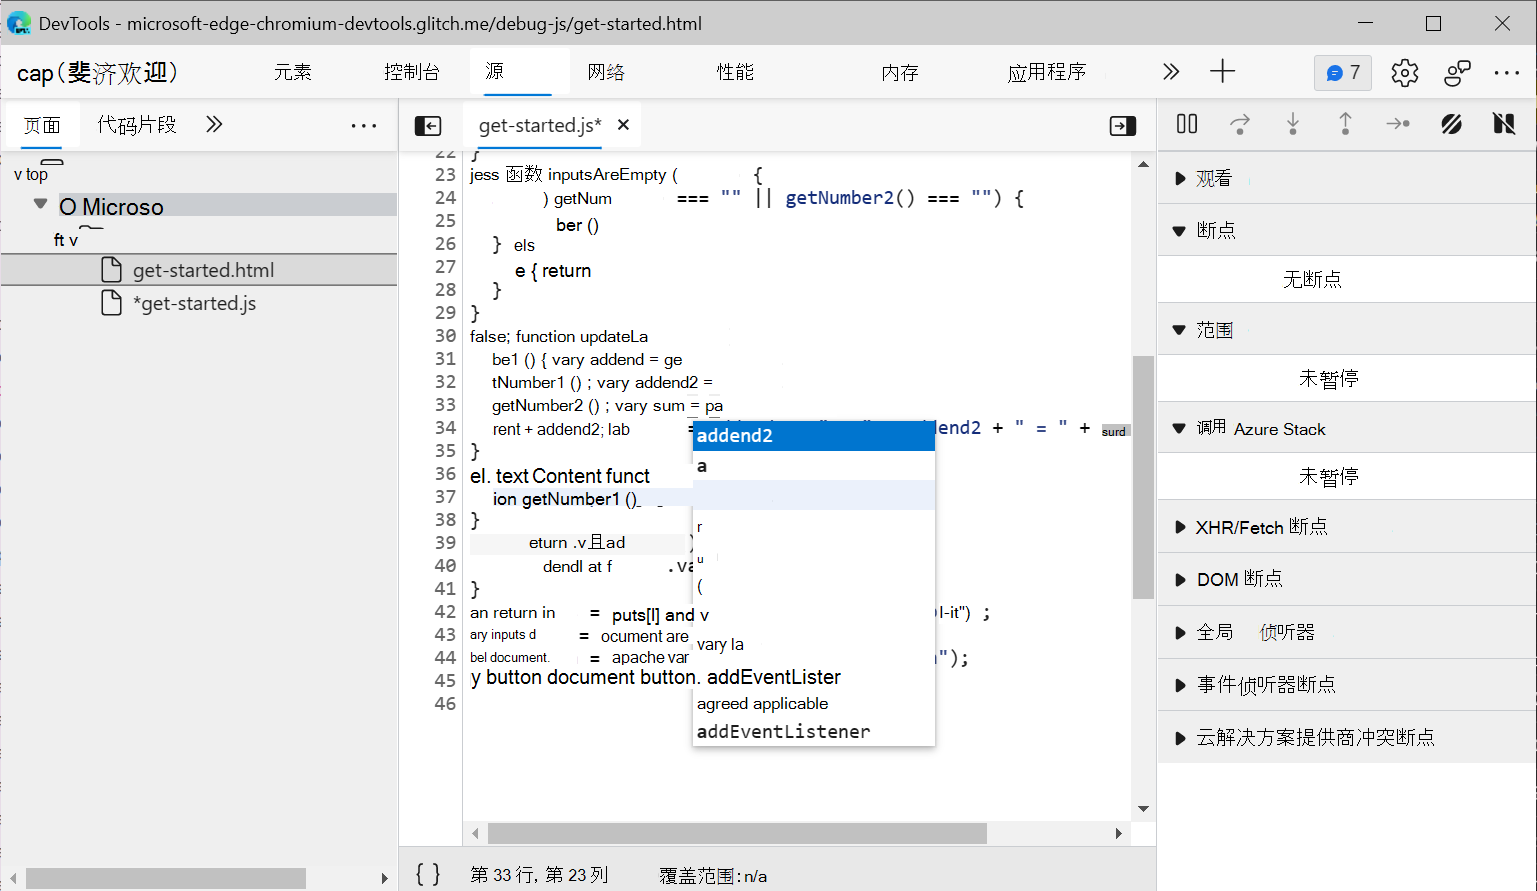 DevTools - microsoft-edge-chromium-devtools.glitch.me/debug-js/get-started.html
cap(斐济欢迎) 元素 控制台 源 网络 性能 内存 应用程序 7
页面 代码片段
v top
O Microso
ft v
get-started.html
*get-started.js
get-started.js*
22 }
23 jess 函数 inputsAreEmpty ( {
24 ) getNum === "" || getNumber2() === "") {
25 ber ()
26 } els
27 e { return
28 }
29 }
30 false; function updateLa
31 be1 () { vary addend = ge
32 tNumber1 () ; vary addend2 =
33 getNumber2 () ; vary sum = pa
34 rent + addend2; lab = dend2 + " = " + surd
35 }
36 el. text Content funct
37 ion getNumber1 ()
38 }
39 eturn .v且ad )
40 dendl at f .va
41 }
42 an return in = puts[l] and v l-it") ;
43 ary inputs d = ocument are
44 bel document. = apache var ");
45 y button document button. addEventLister
46
addend2
a
r
u
(
vary la
agreed applicable
addEventListener
第 33 行, 第 23 列 覆盖范围: n/a
观看
断点
无断点
范围
未暂停
调用 Azure Stack
未暂停
XHR/Fetch 断点
DOM 断点
全局 侦听器
事件侦听器断点
云解决方案提供商冲突断点